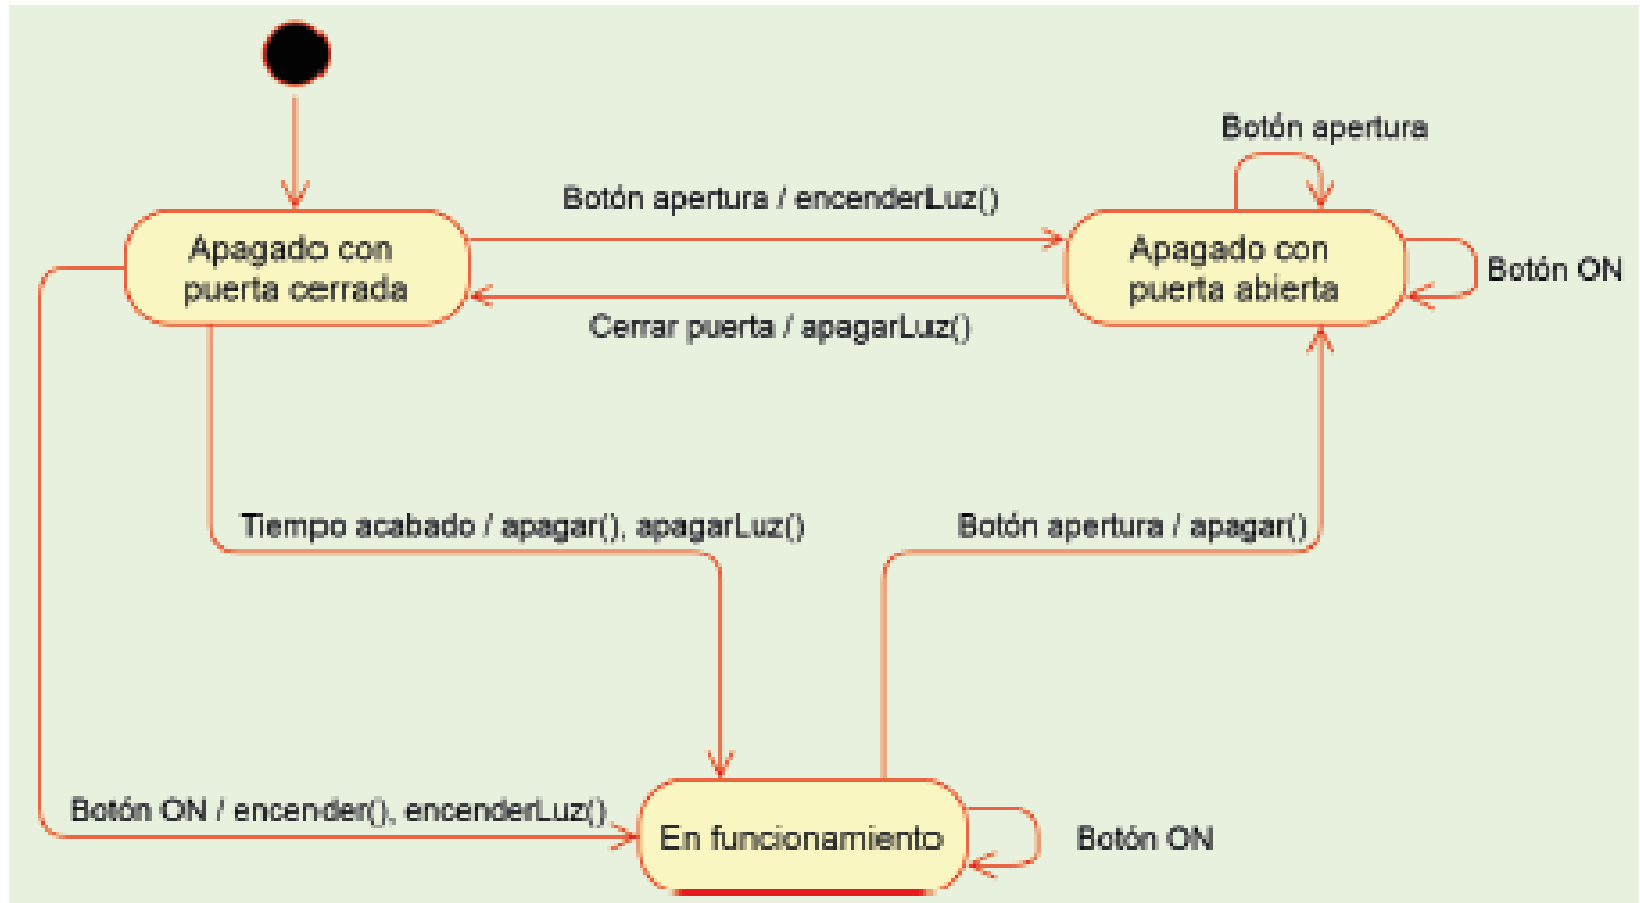 Botón apertura
Botón apertura / encenderLuz()
Apagado con
puerta cerrada
Apagado con
puerta abierta
Botón ON
Cerrar puerta / apagarLuz()
Tiempo acabado / apagar(), apagarLuz()
Botón apertura / apagar()
Botón ON / encender(), encenderLuz()
En funcionamiento
Botón ON